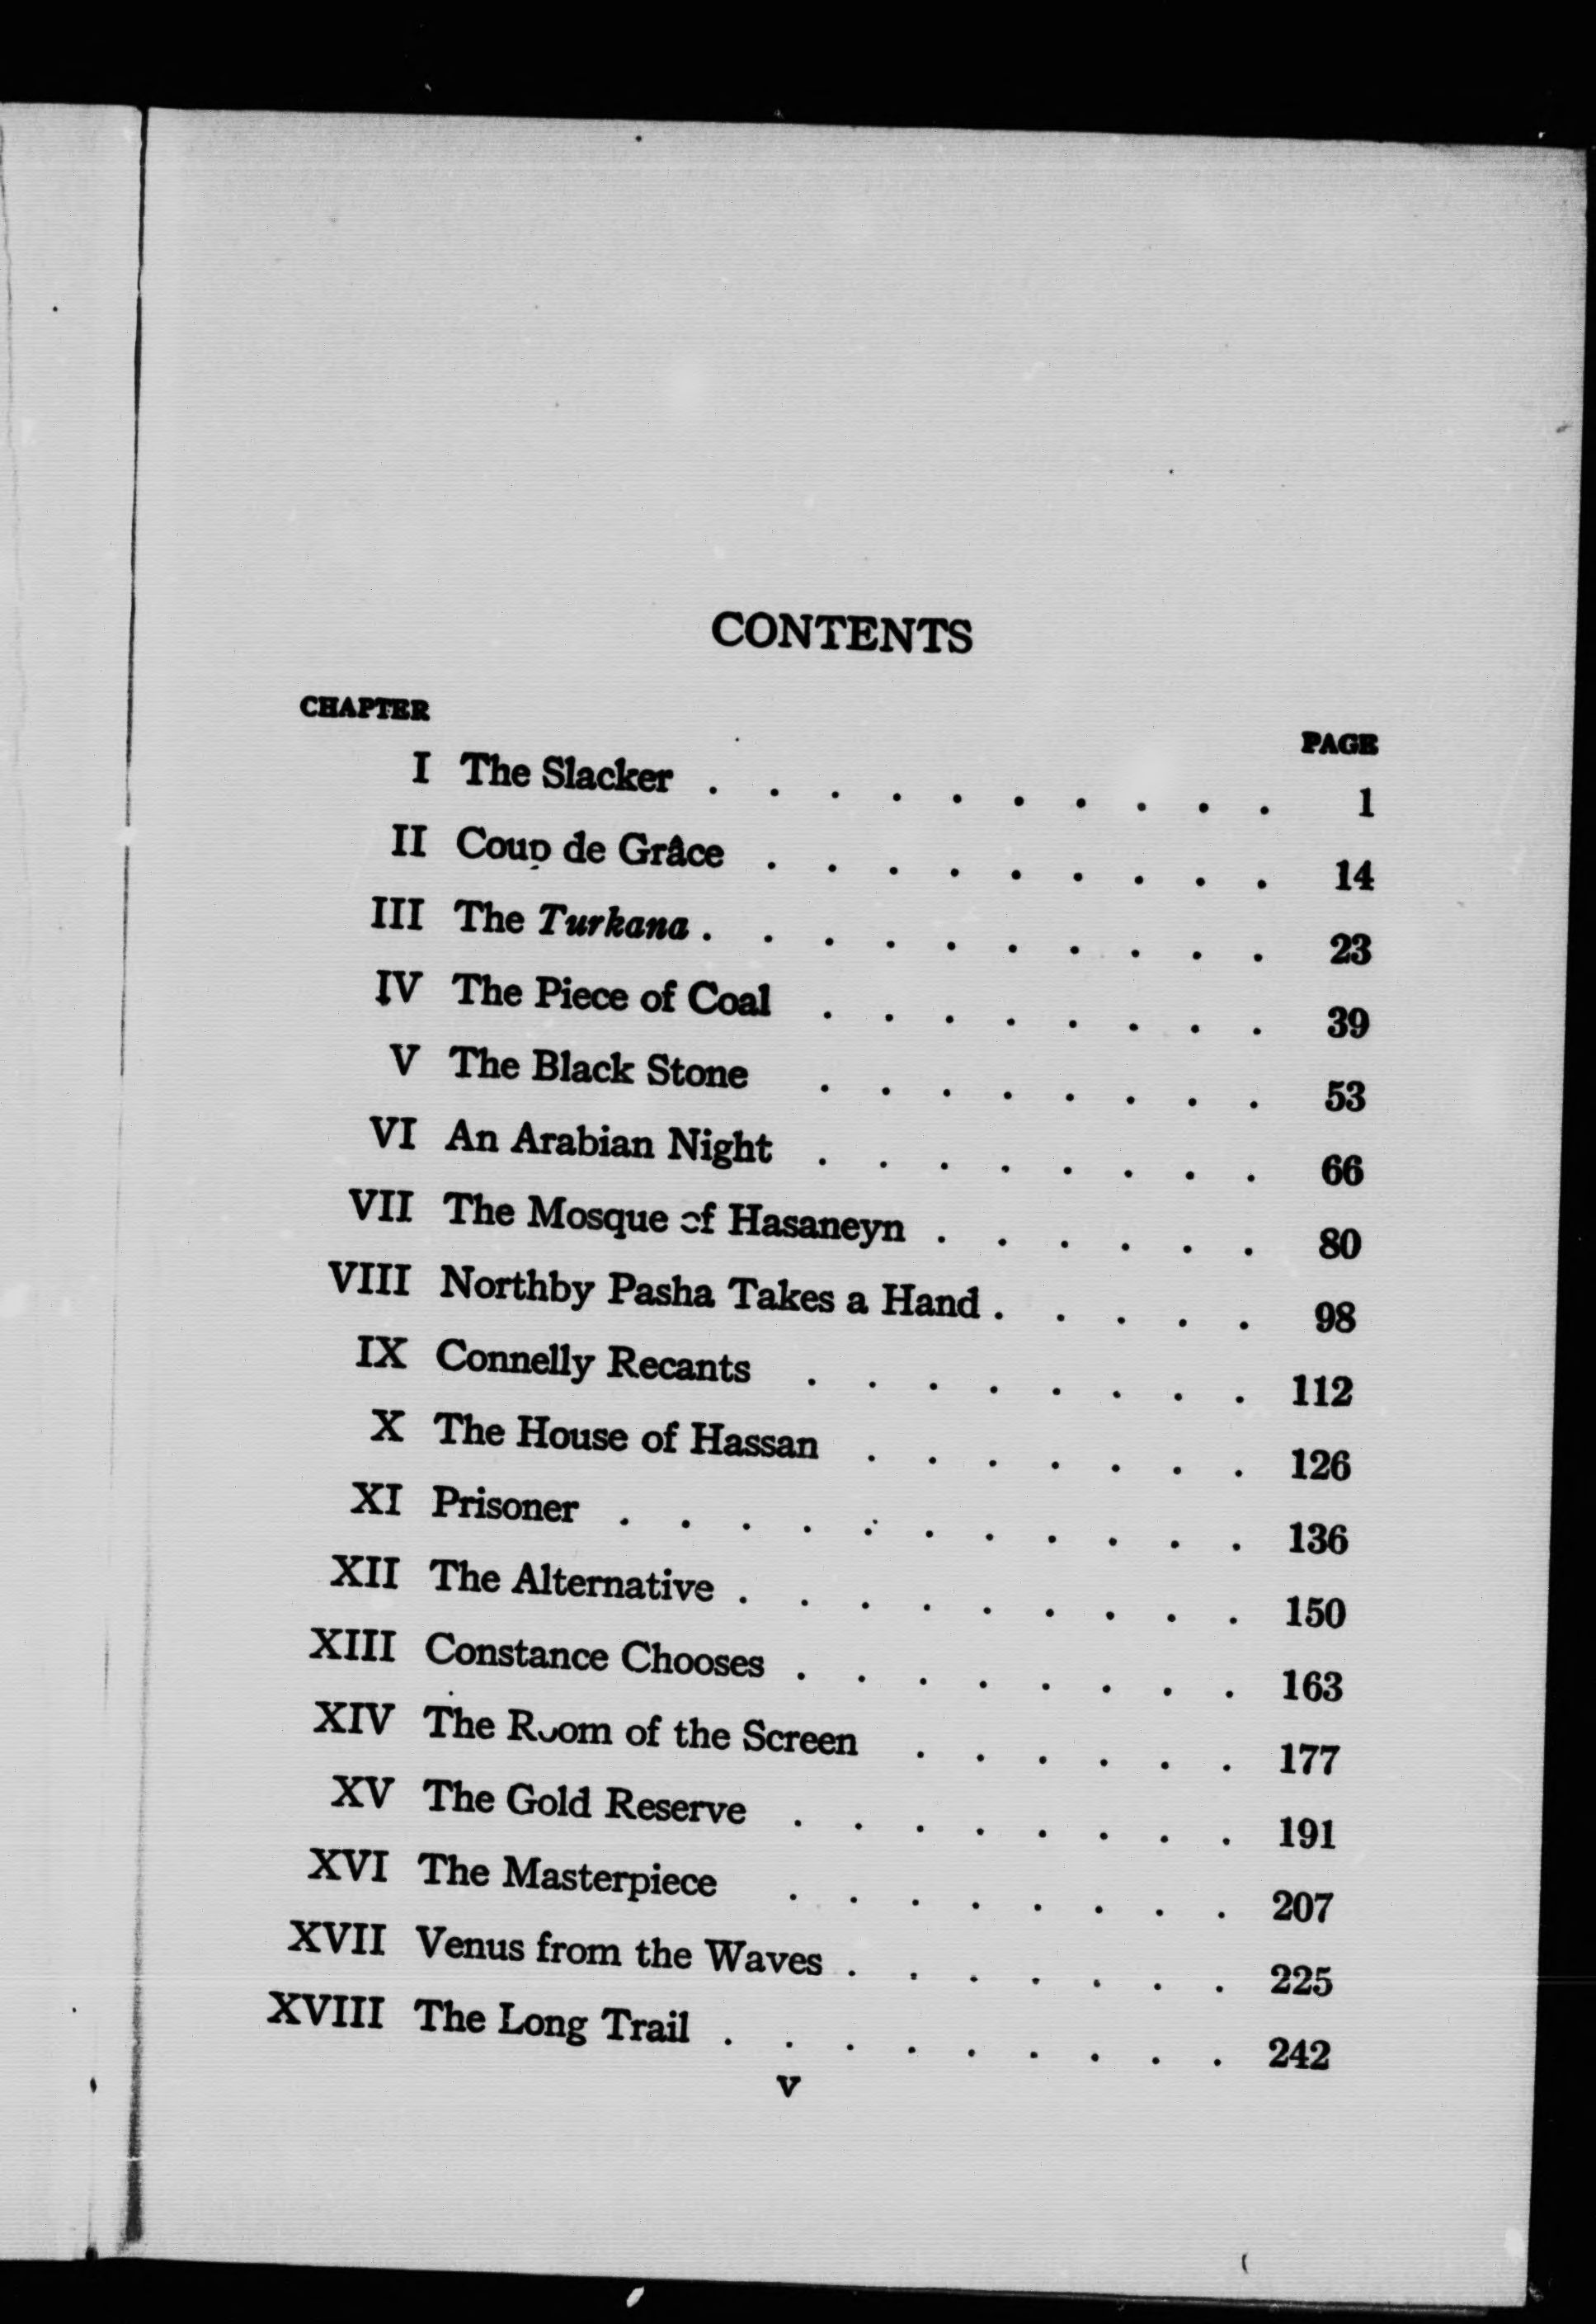 CONTENTS
CHAPTER PAGE
I The Slacker . . . . . . . . . . 1
II Coup de Grâce . . . . . . . . . 14
III The Turkana . . . . . . . . . . 23
IV The Piece of Coal . . . . . . . . 39
V The Black Stone . . . . . . . . 53
VI An Arabian Night . . . . . . . . 66
VII The Mosque of Hasaneyn . . . . . . 80
VIII Northby Pasha Takes a Hand . . . . . 98
IX Connelly Recants . . . . . . . . 112
X The House of Hassan . . . . . . . 126
XI Prisoner . . . . . . . . . . . 136
XII The Alternative . . . . . . . . . 150
XIII Constance Chooses . . . . . . . . 163
XIV The Room of the Screen . . . . . . 177
XV The Gold Reserve . . . . . . . . 191
XVI The Masterpiece . . . . . . . . 207
XVII Venus from the Waves . . . . . . . 225
XVIII The Long Trail . . . . . . . . . 242
v